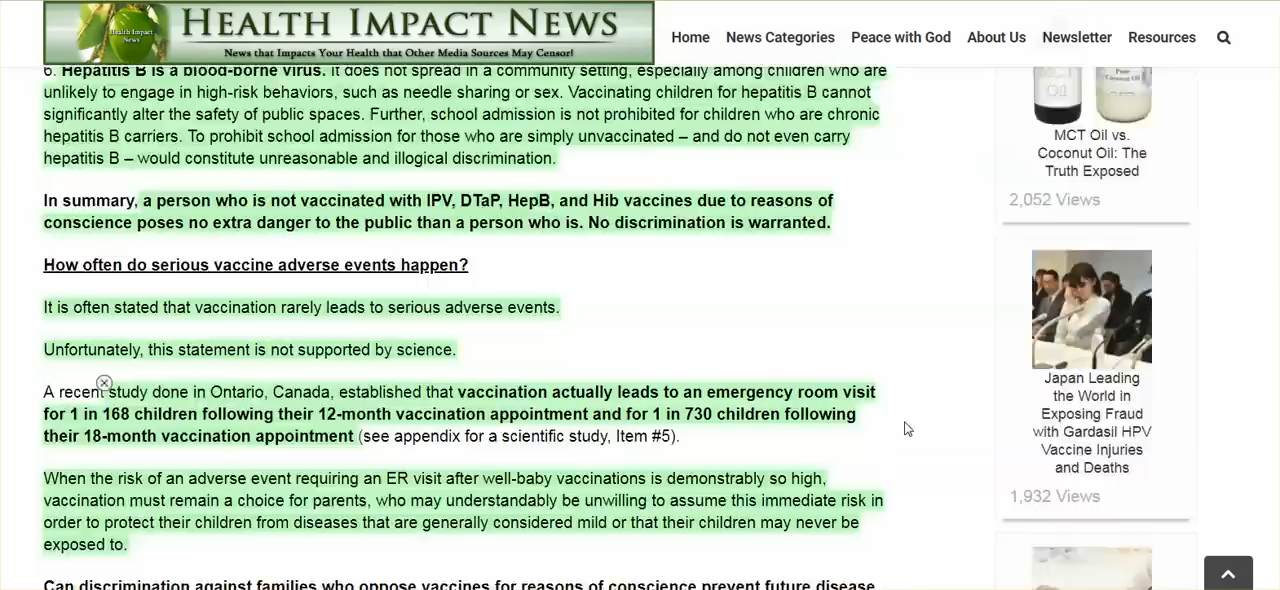 Health Impact News
HEALTH IMPACT NEWS
News that Impacts Your Health that Other Media Sources May Censor!
Home News Categories Peace with God About Us Newsletter Resources
6. Hepatitis B is a blood-borne virus. It does not spread in a community setting, especially among children who are
unlikely to engage in high-risk behaviors, such as needle sharing or sex. Vaccinating children for hepatitis B cannot
significantly alter the safety of public spaces. Further, school admission is not prohibited for children who are chronic
hepatitis B carriers. To prohibit school admission for those who are simply unvaccinated – and do not even carry
hepatitis B – would constitute unreasonable and illogical discrimination.
In summary, a person who is not vaccinated with IPV, DTaP, HepB, and Hib vaccines due to reasons of
conscience poses no extra danger to the public than a person who is. No discrimination is warranted.
How often do serious vaccine adverse events happen?
It is often stated that vaccination rarely leads to serious adverse events.
Unfortunately, this statement is not supported by science.
A recent study done in Ontario, Canada, established that vaccination actually leads to an emergency room visit
for 1 in 168 children following their 12-month vaccination appointment and for 1 in 730 children following
their 18-month vaccination appointment (see appendix for a scientific study, Item #5).
When the risk of an adverse event requiring an ER visit after well-baby vaccinations is demonstrably so high,
vaccination must remain a choice for parents, who may understandably be unwilling to assume this immediate risk in
order to protect their children from diseases that are generally considered mild or that their children may never be
exposed to.
Can discrimination against families who oppose vaccines for reasons of conscience prevent future disease
Oil
Pure
Coconut Oil
MCT Oil vs.
Coconut Oil: The
Truth Exposed
2,052 Views
Japan Leading
the World in
Exposing Fraud
with Gardasil HPV
Vaccine Injuries
and Deaths
1,932 Views